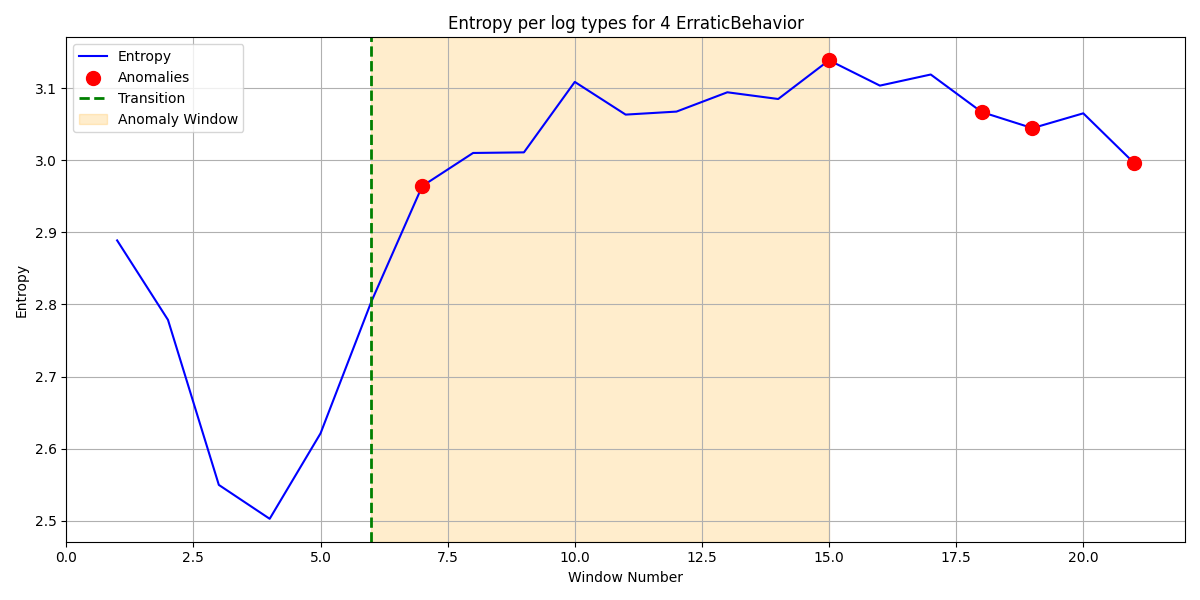 Entropy per log types for 4 ErraticBehavior
Entropy
Anomalies
Transition
Anomaly Window
3.1
3.0
2.9
2.8
2.7
2.6
2.5
Entropy
0.0 2.5 5.0 7.5 10.0 12.5 15.0 17.5 20.0
Window Number